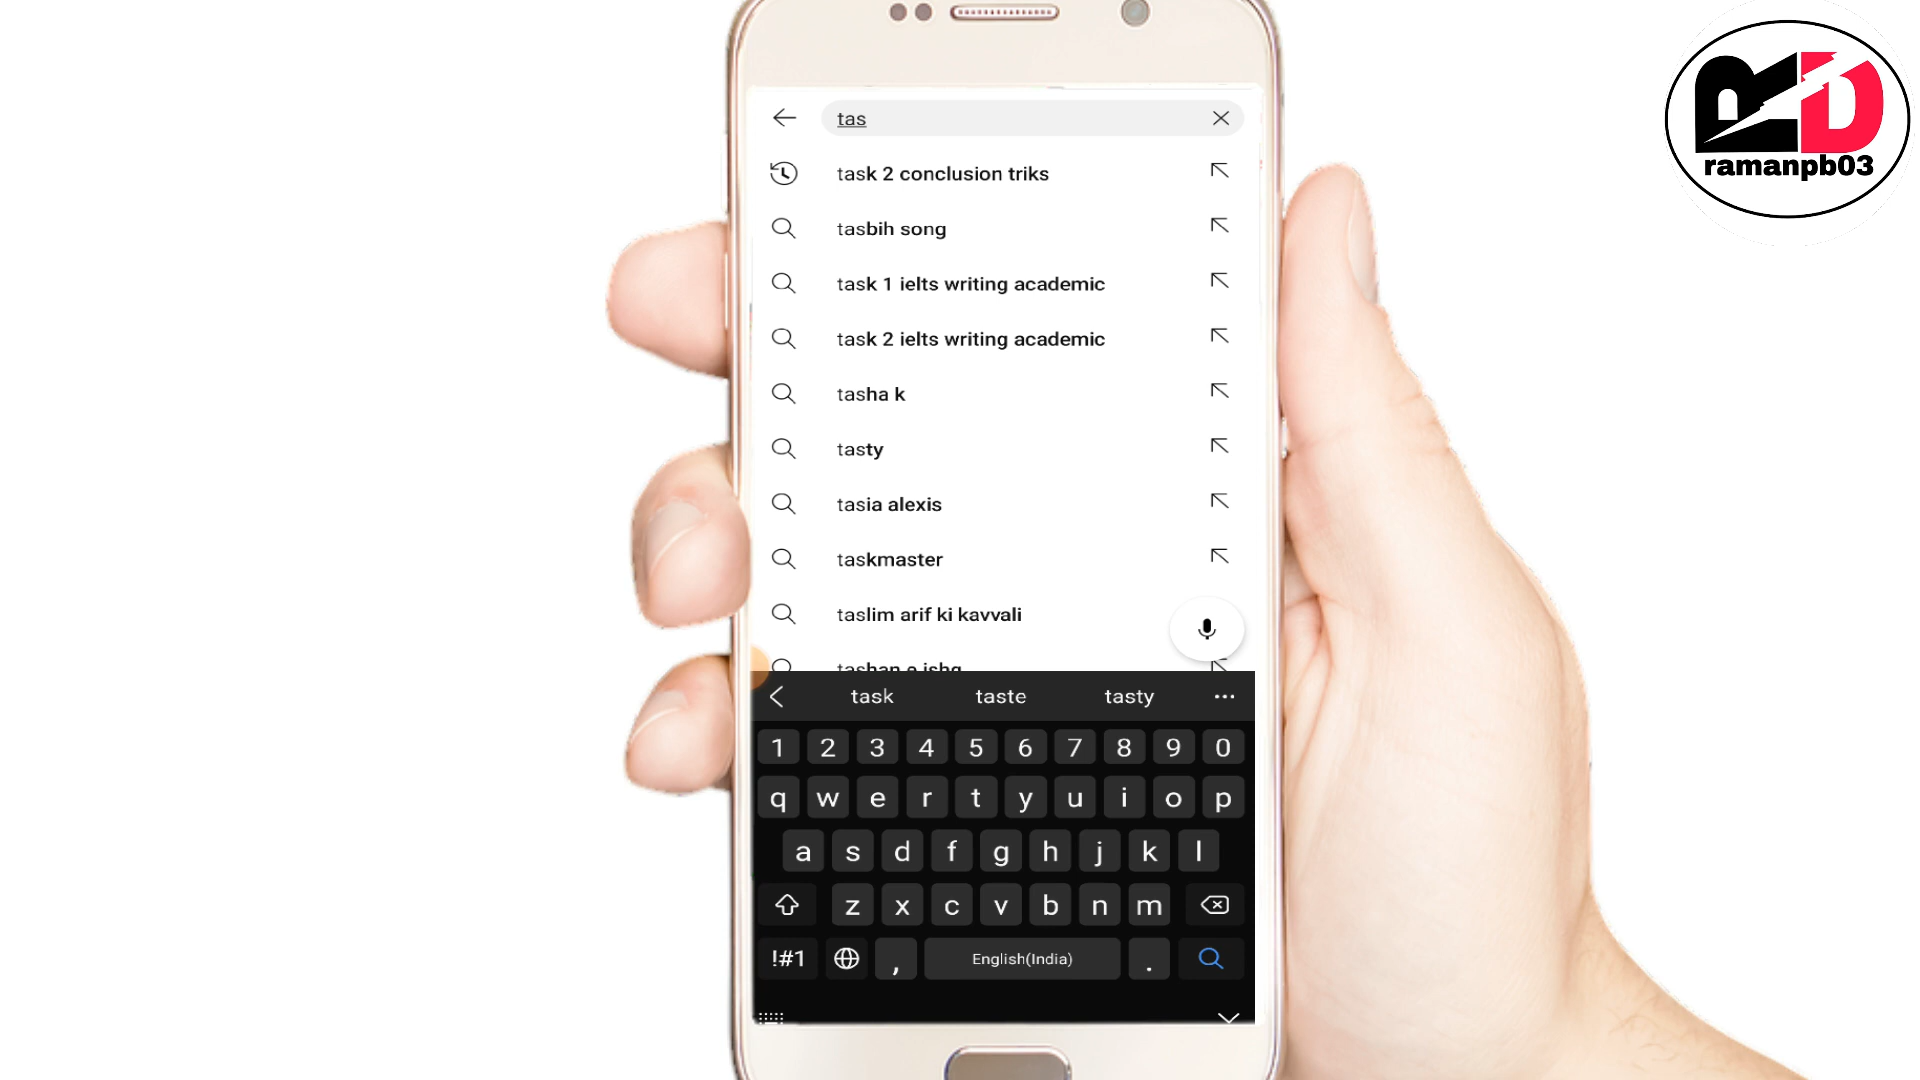 RD
ramanpb03
tas
task 2 conclusion triks
tasbih song
task 1 ielts writing academic
task 2 ielts writing academic
tasha k
tasty
tasia alexis
taskmaster
taslim arif ki kavvali
tashan e ishq
task taste tasty
1 2 3 4 5 6 7 8 9 0
q w e r t y u i o p
a s d f g h j k l
z x c v b n m
!#1 , English(India) .